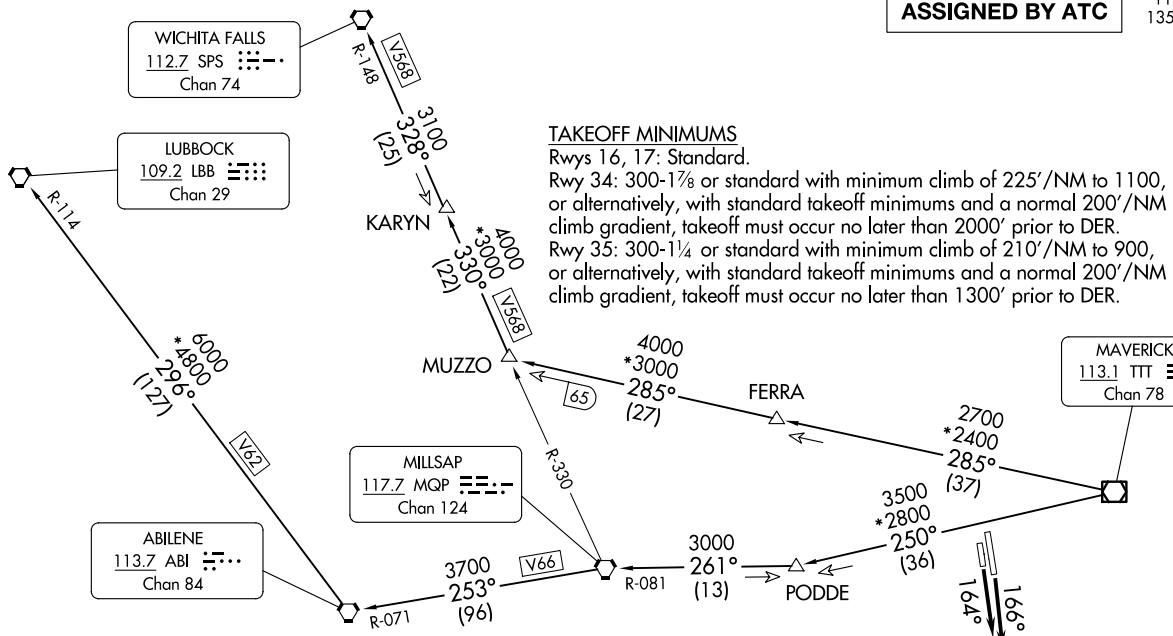 ASSIGNED BY ATC
135
WICHITA FALLS
112.7 SPS
Chan 74
R-148
V568
3100
328°
(25)
LUBBOCK
109.2 LBB
Chan 29
R-114
KARYN
TAKEOFF MINIMUMS
Rwys 16, 17: Standard.
Rwy 34: 300-1⅞ or standard with minimum climb of 225'/NM to 1100,
or alternatively, with standard takeoff minimums and a normal 200'/NM
climb gradient, takeoff must occur no later than 2000' prior to DER.
Rwy 35: 300-1¼ or standard with minimum climb of 210'/NM to 900,
or alternatively, with standard takeoff minimums and a normal 200'/NM
climb gradient, takeoff must occur no later than 1300' prior to DER.
4000
*3000
330°
(22)
V568
6000
*4800
296°
(127)
V62
MUZZO
65
4000
*3000
285°
(27)
FERRA
MAVERICK
113.1 TTT
Chan 78
2700
*2400
285°
(37)
R-330
MILLSAP
117.7 MQP
Chan 124
3500
*2800
250°
(36)
ABILENE
113.7 ABI
Chan 84
3700
V66
253°
(96)
R-071
R-081
3000
261°
(13)
PODDE
164°
166°